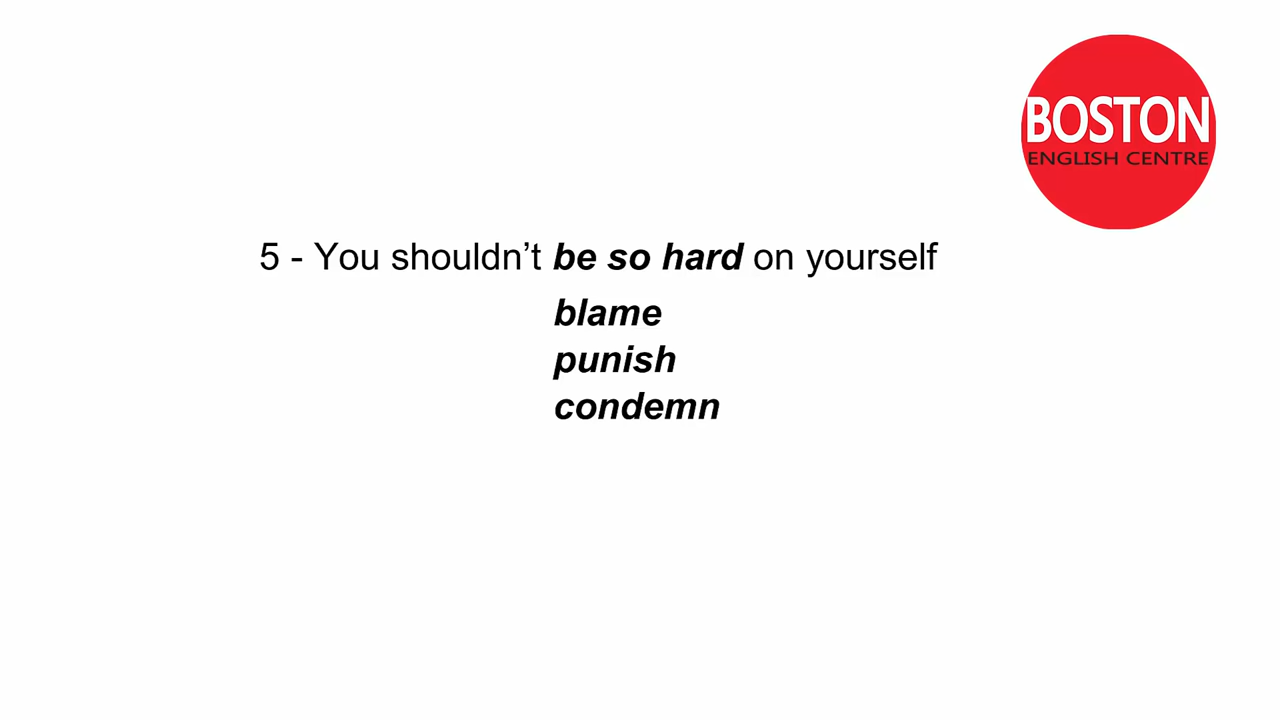 BOSTON
ENGLISH CENTRE
5 - You shouldn’t be so hard on yourself
blame
punish
condemn